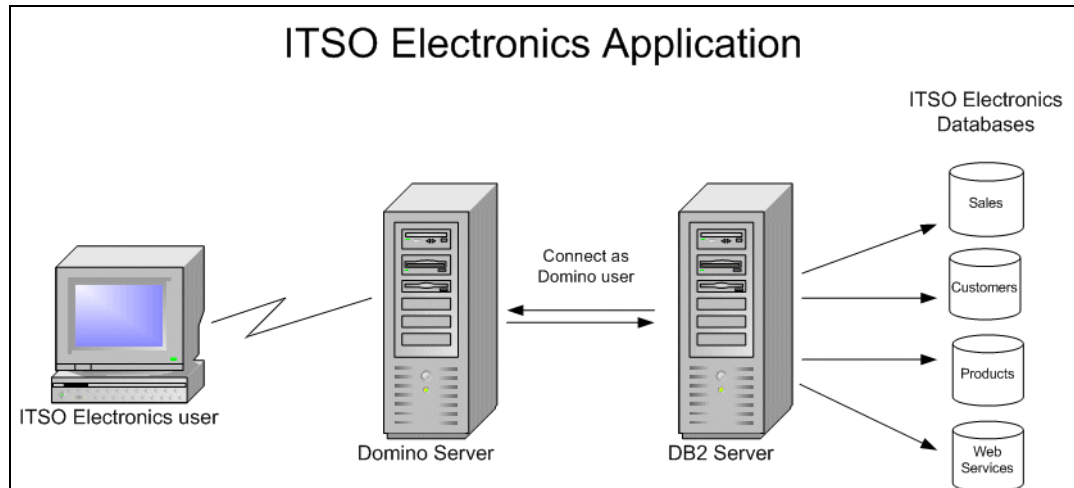 ITSO Electronics Application
ITSO Electronics
Databases
Sales
Customers
Products
Web
Services
Connect as
Domino user
ITSO Electronics user
Domino Server
DB2 Server